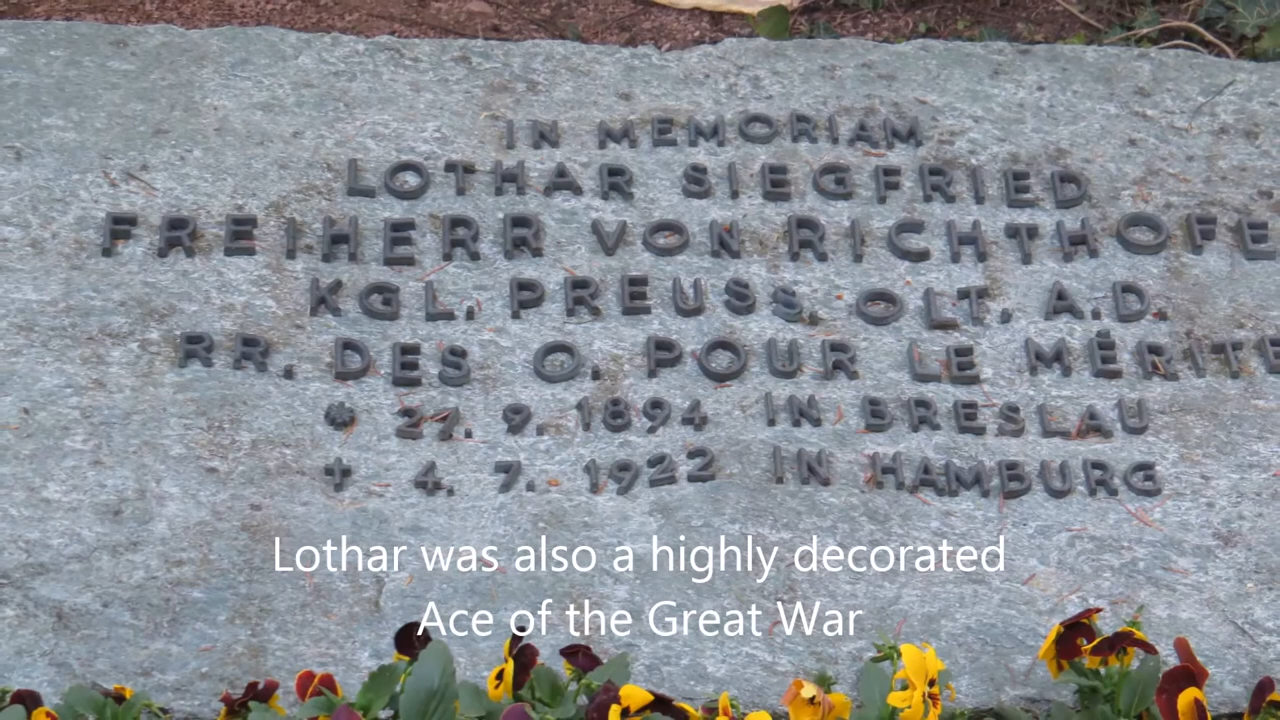 IN MEMORIAM
LOTHAR SIEGFRIED
FREIHERR VON RICHTHOFE
KGL. PREUSS. OLT. A.D.
RR. DES O. POUR LE MÉRITE
* 27. 9. 1894 IN BRESLAU
† 4. 7. 1922 IN HAMBURG
Lothar was also a highly decorated
Ace of the Great War